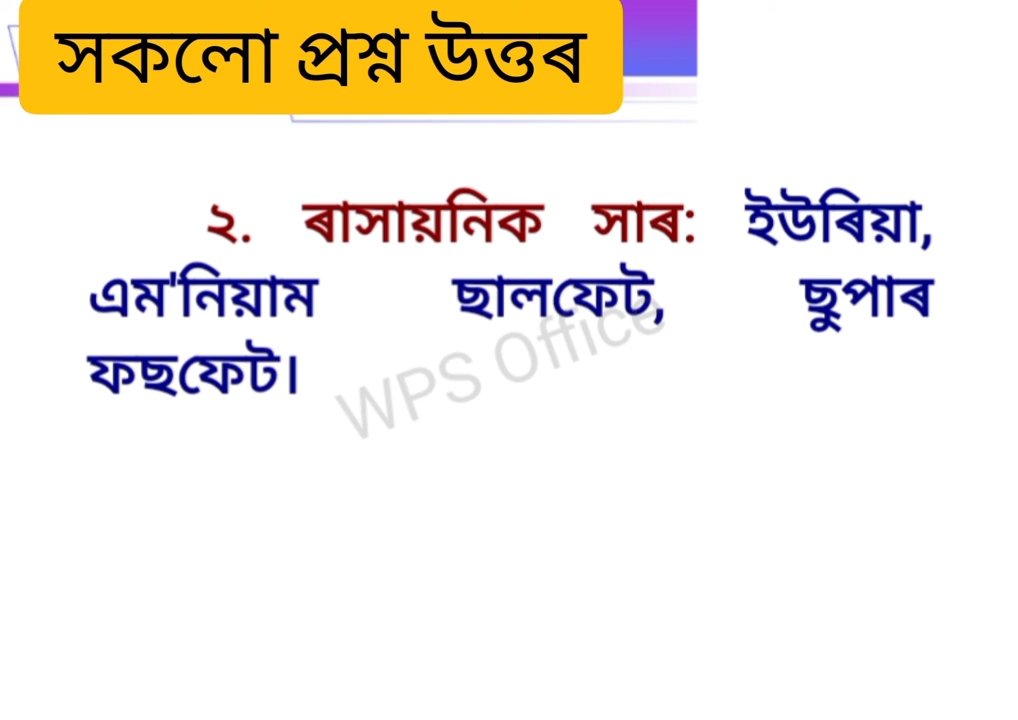 সকলো প্ৰশ্ন উত্তৰ
২. ৰাসায়নিক সাৰ: ইউৰিয়া,
এম'নিয়াম ছালফেট, ছুপাৰ
ফছফেট।
WPS Office